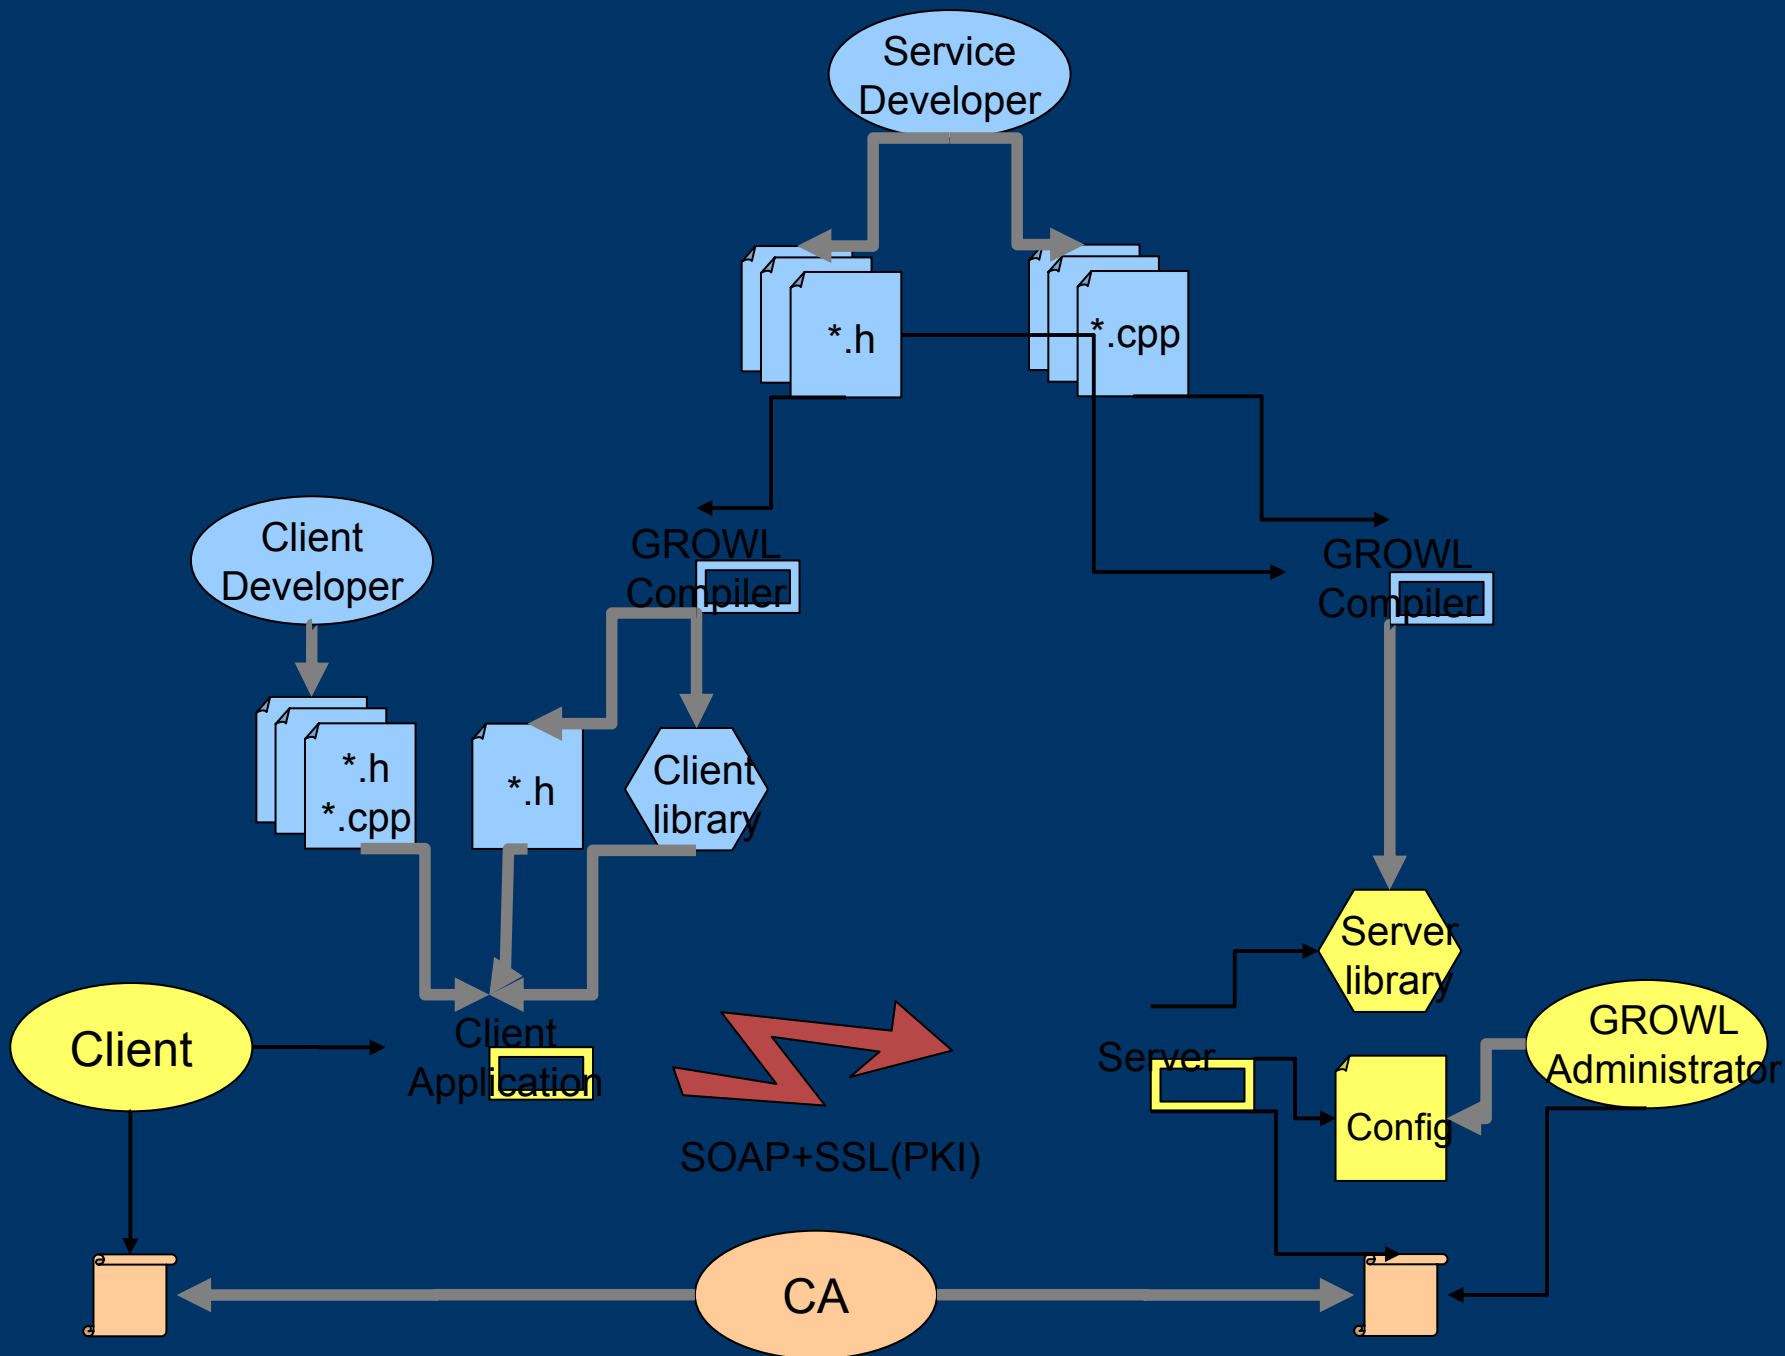 Service
Developer
*.h
*.cpp
Client
Developer
GROWL
Compiler
GROWL
Compiler
*.h
*.cpp
*.h
Client
library
Server
library
Client
Client
Application
Server
GROWL
Administrator
Config
SOAP+SSL(PKI)
CA